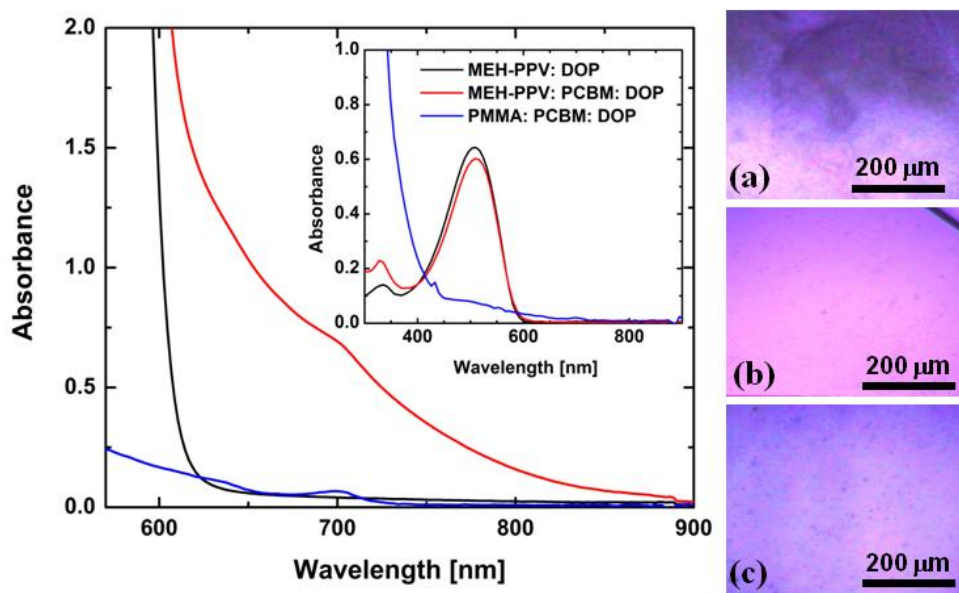 2.0
1.5
1.0
0.5
0.0
600
700
800
900
Absorbance
Wavelength [nm]
1.0
0.8
0.6
0.4
0.2
0.0
400
600
800
Absorbance
Wavelength [nm]
MEH-PPV: DOP
MEH-PPV: PCBM: DOP
PMMA: PCBM: DOP
(a)
200 μm
(b)
200 μm
(c)
200 μm